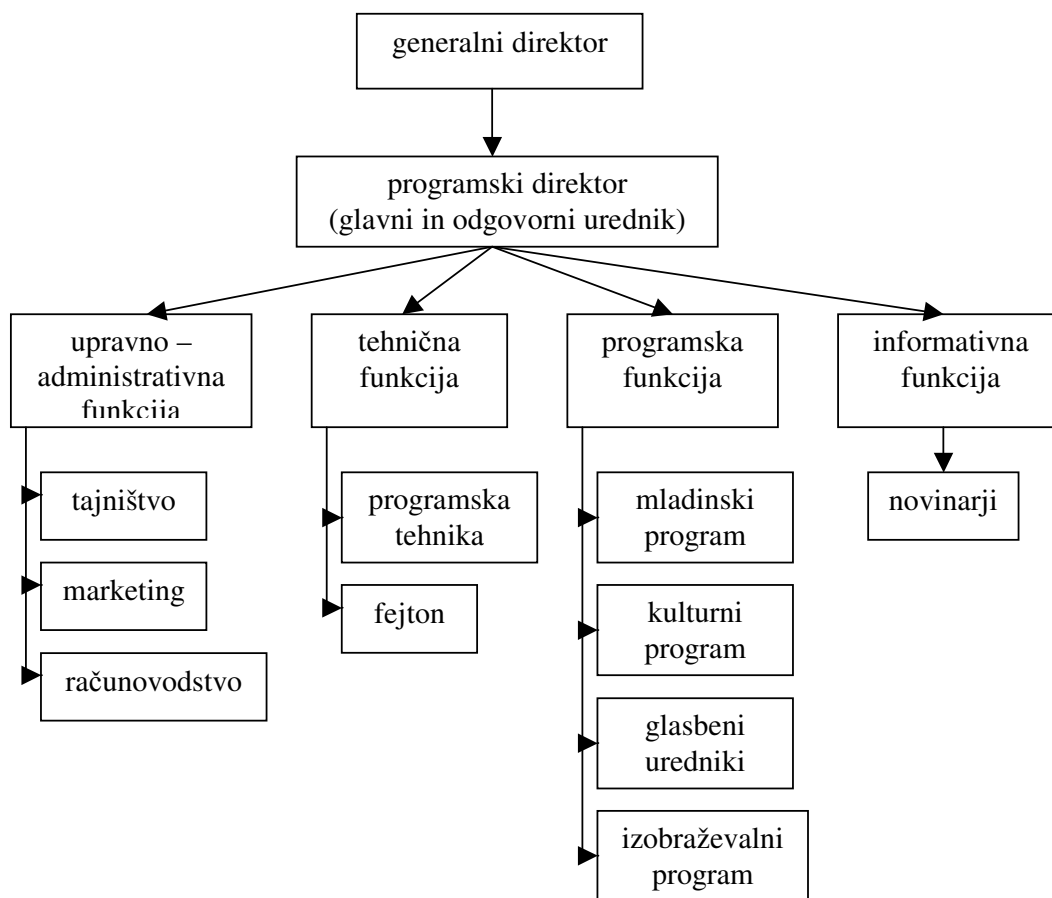 generalni direktor
programski direktor
(glavni in odgovorni urednik)
upravno –
administrativna
funkcija
tehnična
funkcija
programska
funkcija
informativna
funkcija
tajništvo
marketing
računovodstvo
programska
tehnika
fejton
mladinski
program
kulturni
program
glasbeni
uredniki
izobraževalni
program
novinarji